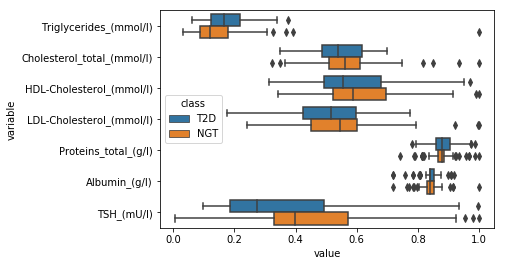 Triglycerides_(mmol/l)
Cholesterol_total_(mmol/l)
HDL-Cholesterol_(mmol/l)
LDL-Cholesterol_(mmol/l)
Proteins_total_(g/l)
Albumin_(g/l)
TSH_(mU/l)
variable
class
T2D
NGT
0.0 0.2 0.4 0.6 0.8 1.0
value